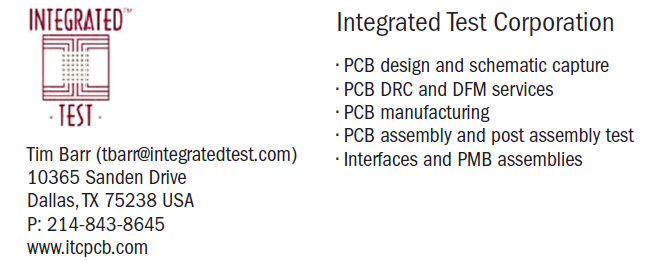 INTEGRATED™
TEST
Tim Barr (tbarr@integratedtest.com)
10365 Sanden Drive
Dallas, TX 75238 USA
P: 214-843-8645
www.itcpcb.com
Integrated Test Corporation
· PCB design and schematic capture
· PCB DRC and DFM services
· PCB manufacturing
· PCB assembly and post assembly test
· Interfaces and PMB assemblies